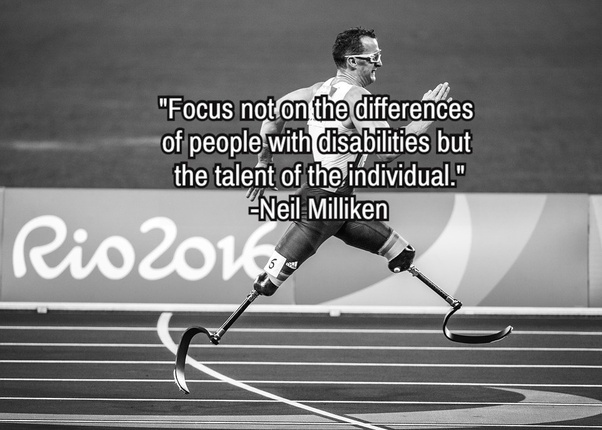 "Focus not on the differences
of people with disabilities but
the talent of the individual."
-Neil Milliken
Rio2016
5
adidas